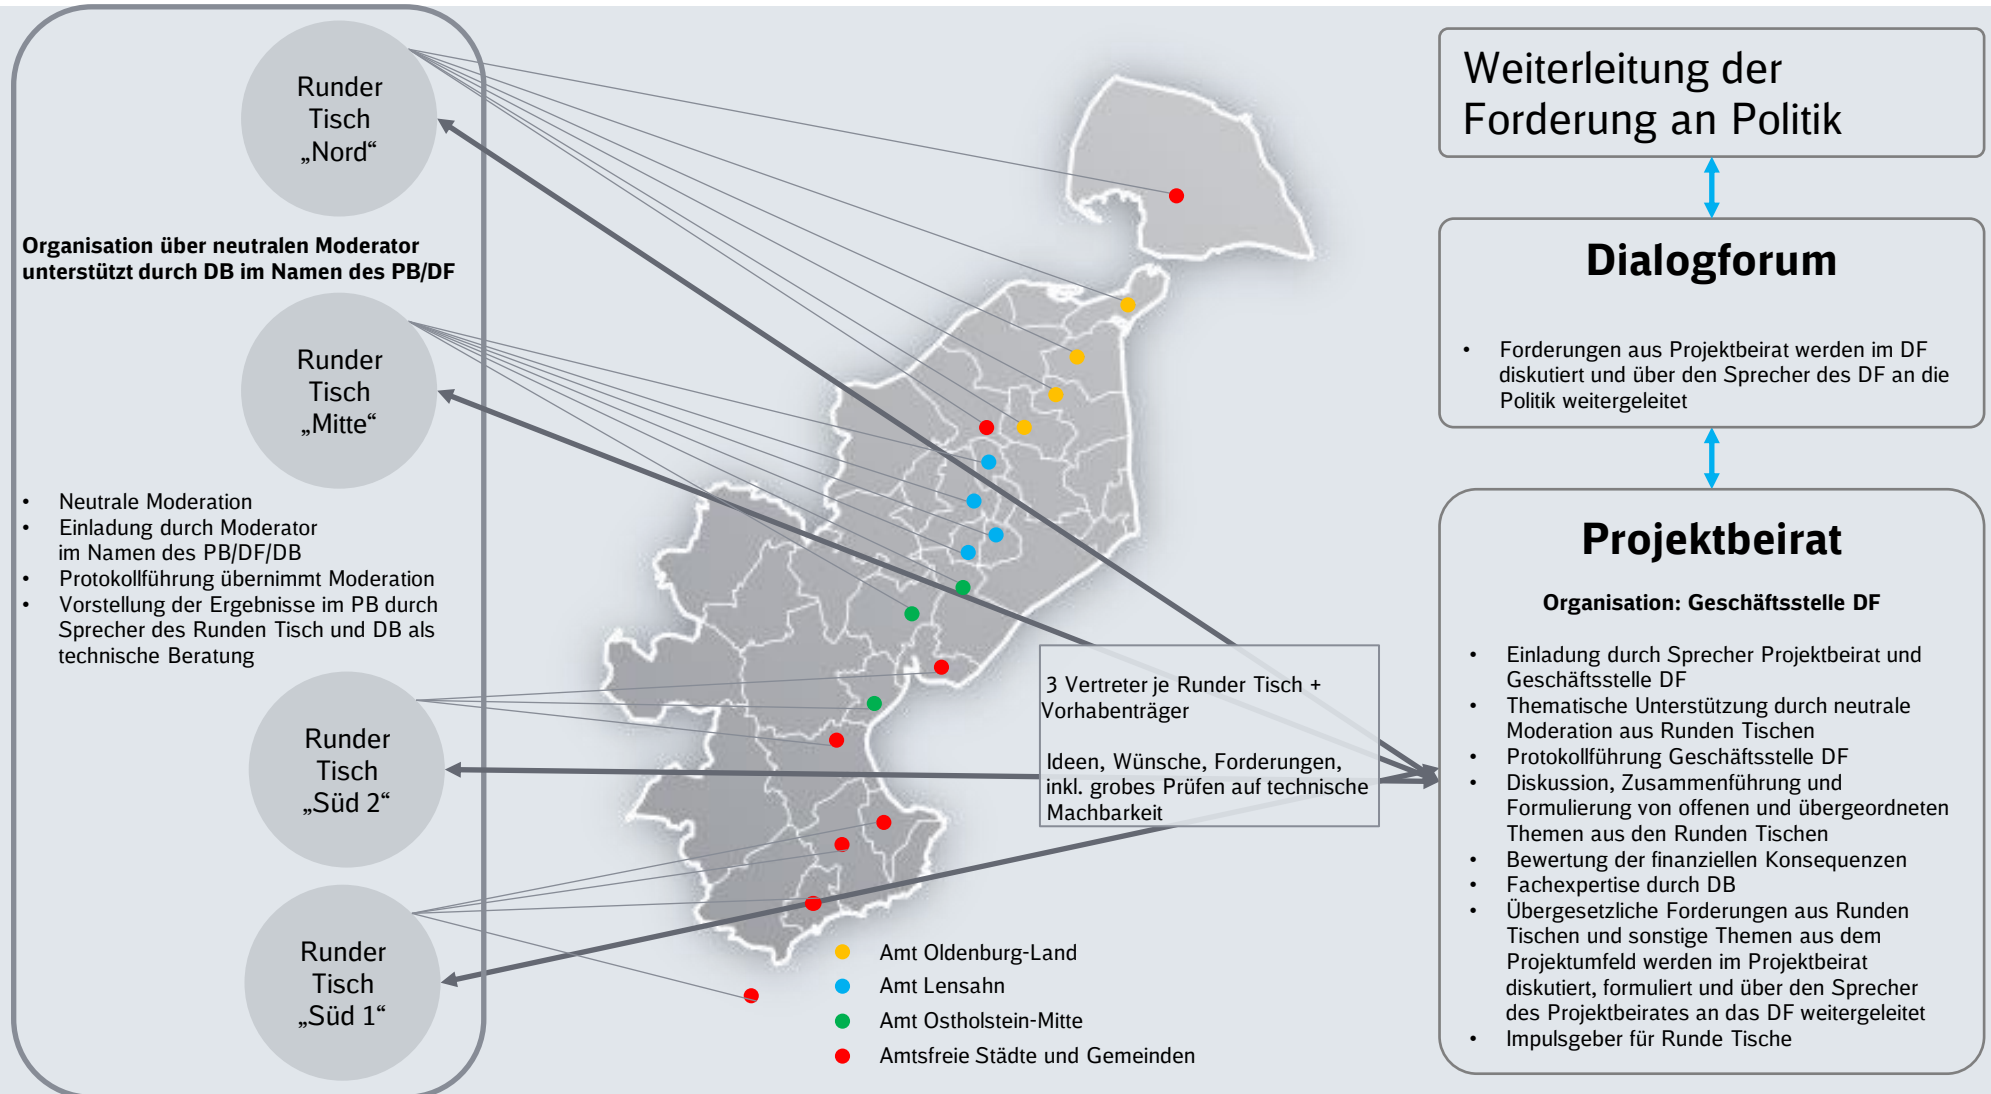 Runder
Tisch
„Nord“
Organisation über neutralen Moderator
unterstützt durch DB im Namen des PB/DF
Runder
Tisch
„Mitte“
• Neutrale Moderation
• Einladung durch Moderator
im Namen des PB/DF/DB
• Protokollführung übernimmt Moderation
• Vorstellung der Ergebnisse im PB durch
Sprecher des Runden Tisch und DB als
technische Beratung
Runder
Tisch
„Süd 2“
Runder
Tisch
„Süd 1“
3 Vertreter je Runder Tisch +
Vorhabenträger
Ideen, Wünsche, Forderungen,
inkl. grobes Prüfen auf technische
Machbarkeit
Amt Oldenburg-Land
Amt Lensahn
Amt Ostholstein-Mitte
Amtsfreie Städte und Gemeinden
Weiterleitung der
Forderung an Politik
Dialogforum
• Forderungen aus Projektbeirat werden im DF
diskutiert und über den Sprecher des DF an die
Politik weitergeleitet
Projektbeirat
Organisation: Geschäftsstelle DF
• Einladung durch Sprecher Projektbeirat und
Geschäftsstelle DF
• Thematische Unterstützung durch neutrale
Moderation aus Runden Tischen
• Protokollführung Geschäftsstelle DF
• Diskussion, Zusammenführung und
Formulierung von offenen und übergeordneten
Themen aus den Runden Tischen
• Bewertung der finanziellen Konsequenzen
• Fachexpertise durch DB
• Übergesetzliche Forderungen aus Runden
Tischen und sonstige Themen aus dem
Projektumfeld werden im Projektbeirat
diskutiert, formuliert und über den Sprecher
des Projektbeirates an das DF weitergeleitet
• Impulsgeber für Runde Tische